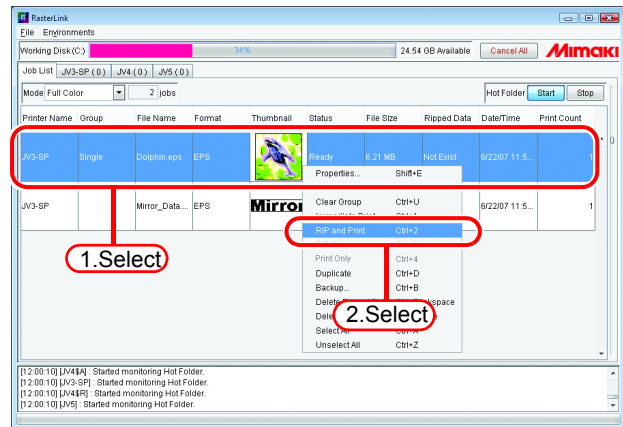 RasterLink
File Environments
Working Disk(C:) 34% 24.54 GB Available Cancel All Mimaki
Job List JV3-SP ( 0 ) JV4 ( 0 ) JV5 ( 0 )
Mode Full Color 2 jobs Hot Folder Start Stop
Printer Name Group File Name Format Thumbnail Status File Size Ripped Data Date/Time Print Count
JV3-SP Single Dolphin.eps EPS Ready 6.21 MB Not Exist 6/22/07 11:5... 1
Properties... Shift+E
JV3-SP Mirror_Data.... EPS Mirror 6/22/07 11:5... 1
Clear Group Ctrl+U
RIP and Print Ctrl+2
1.Select
Print Only Ctrl+4
Duplicate Ctrl+D
Backup... Ctrl+B
2.Select
Select All Ctrl+A
Unselect All Ctrl+Z
[12:00:10] [JV4$A] : Started monitoring Hot Folder.
[12:00:10] [JV3-SP] : Started monitoring Hot Folder.
[12:00:10] [JV4$R] : Started monitoring Hot Folder.
[12:00:10] [JV5] : Started monitoring Hot Folder.